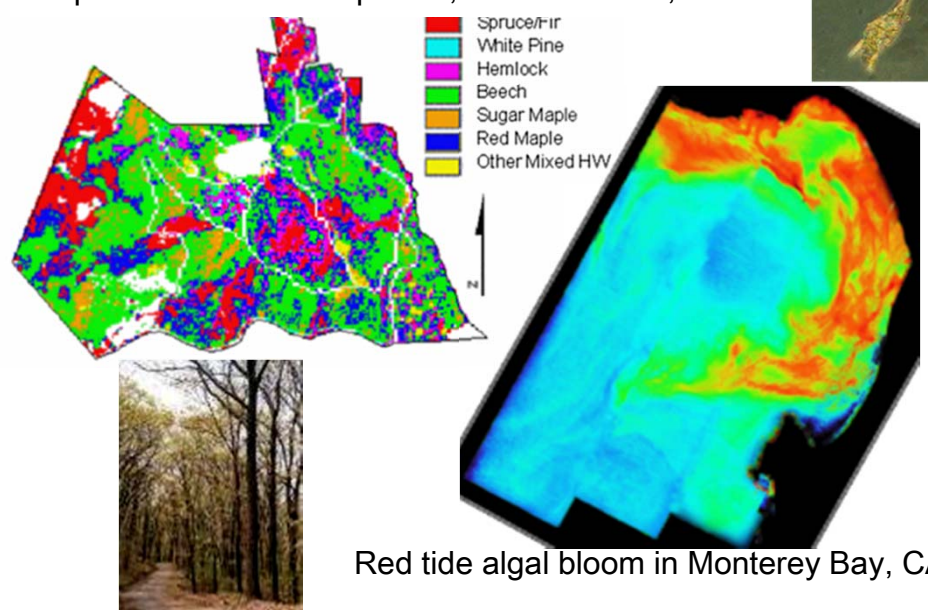 Spruce/Fir
White Pine
Hemlock
Beech
Sugar Maple
Red Maple
Other Mixed HW
N
Red tide algal bloom in Monterey Bay, CA